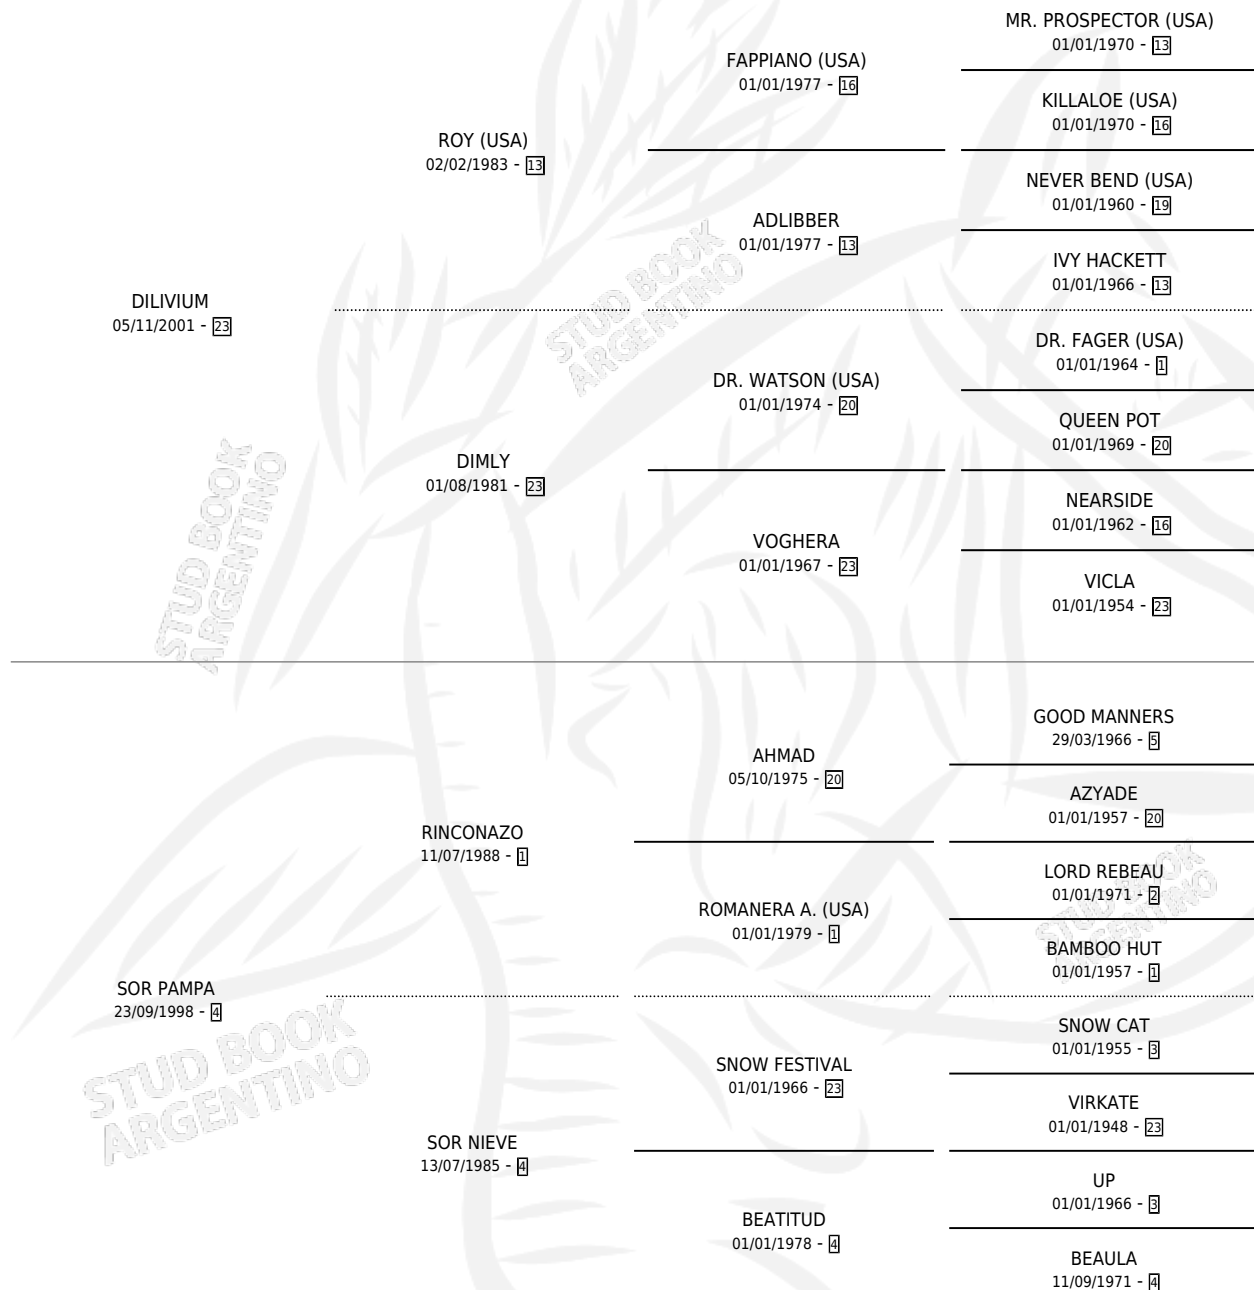 MR. PROSPECTOR (USA)
01/01/1970 - 13
FAPPIANO (USA)
01/01/1977 - 16
KILLALOE (USA)
01/01/1970 - 16
ROY (USA)
02/02/1983 - 13
NEVER BEND (USA)
01/01/1960 - 19
ADLIBBER
01/01/1977 - 13
IVY HACKETT
01/01/1966 - 13
DILIVIUM
05/11/2001 - 23
DR. FAGER (USA)
01/01/1964 - 1
DR. WATSON (USA)
01/01/1974 - 20
QUEEN POT
01/01/1969 - 20
DIMLY
01/08/1981 - 23
NEARSIDE
01/01/1962 - 16
VOGHERA
01/01/1967 - 23
VICLA
01/01/1954 - 23
GOOD MANNERS
29/03/1966 - 5
AHMAD
05/10/1975 - 20
AZYADE
01/01/1957 - 20
RINCONAZO
11/07/1988 - 1
LORD REBEAU
01/01/1971 - 2
ROMANERA A. (USA)
01/01/1979 - 1
BAMBOO HUT
01/01/1957 - 1
SOR PAMPA
23/09/1998 - 4
SNOW CAT
01/01/1955 - 3
SNOW FESTIVAL
01/01/1966 - 23
VIRKATE
01/01/1948 - 23
SOR NIEVE
13/07/1985 - 4
UP
01/01/1966 - 3
BEATITUD
01/01/1978 - 4
BEAULA
11/09/1971 - 4
STUD BOOK
ARGENTINO
STUD BOOK
ARGENTINO
STUD BOOK
ARGENTINO
STUD BOOK
ARGENTINO